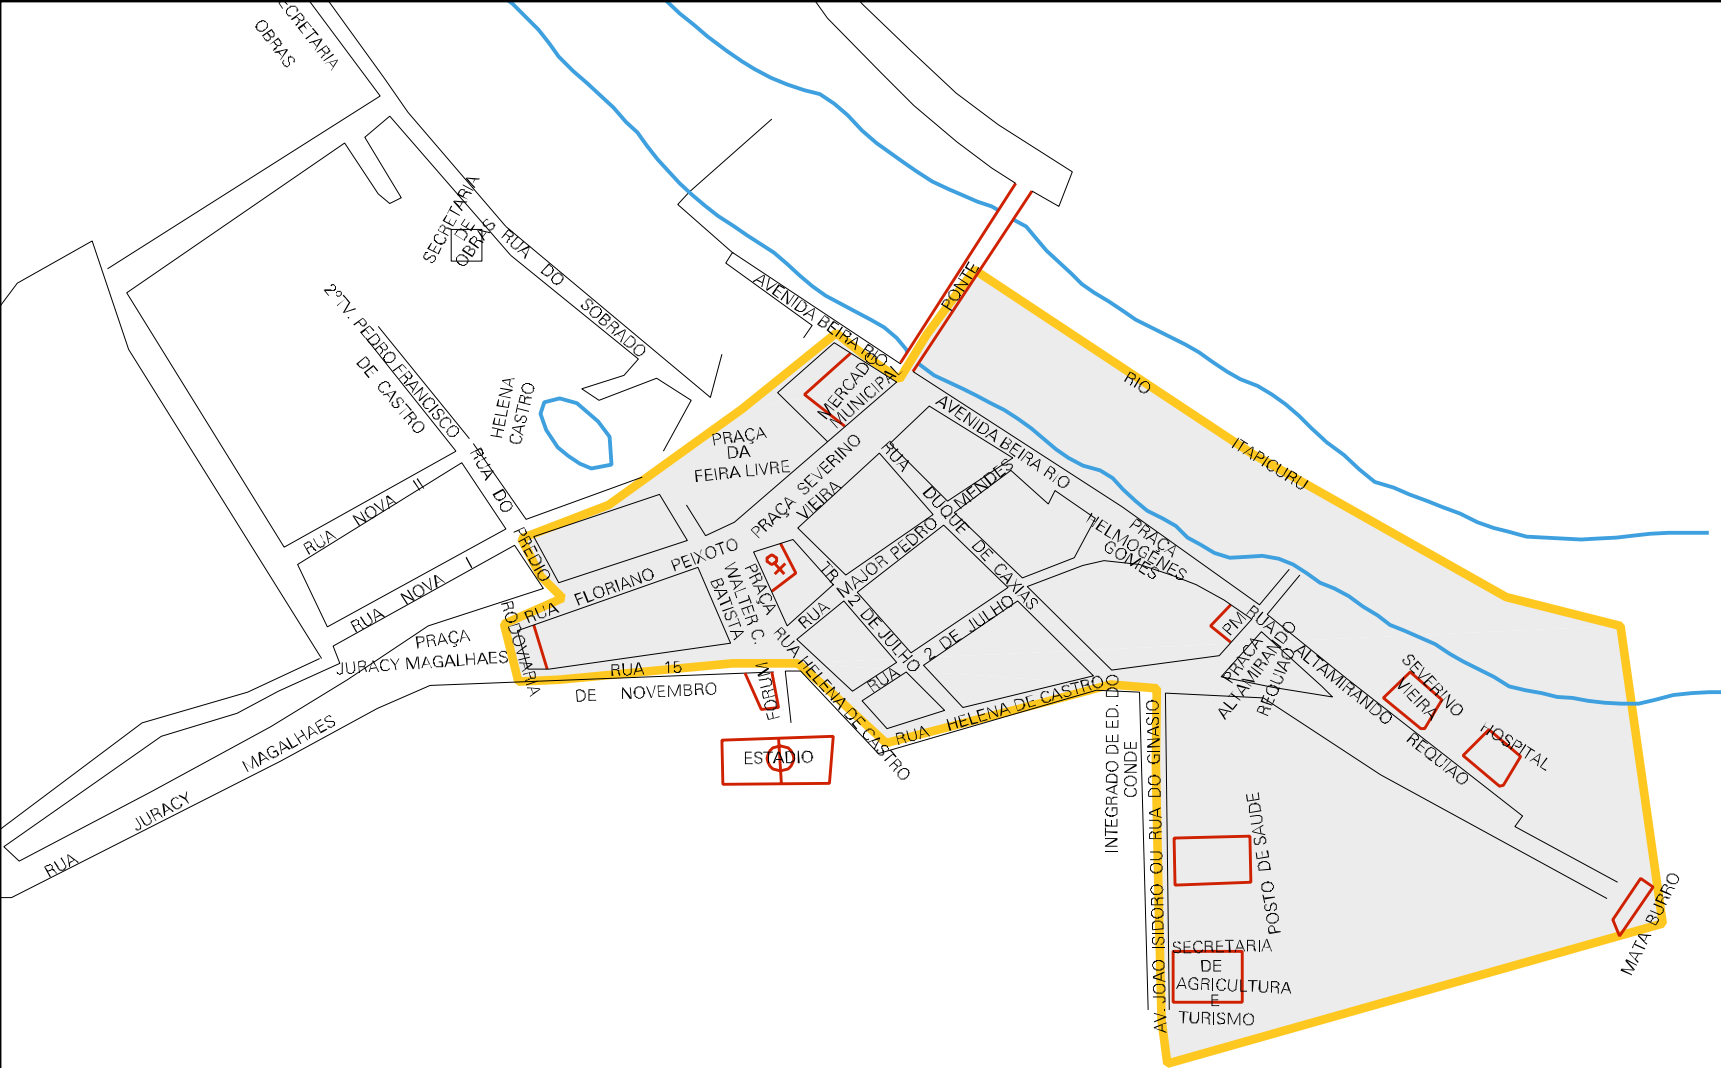 ECRETARIA
OBRAS
SECRETARIA
DE
OBRAS
RUA DO SOBRADO
2ºTV. PEDRO FRANCISCO
DE CASTRO
HELENA
CASTRO
RUA DO PREDIO
RUA NOVA II
RUA NOVA I
AVENIDA BEIRA RIO
PONTE
MERCADO
MUNICIPAL
PRAÇA
DA
FEIRA LIVRE
PRAÇA SEVERINO
VIEIRA
AVENIDA BEIRA RIO
RIO ITAPICURU
RUA DUQUE DE CAXIAS
MAJOR PEDRO MENDES
RUA
PRAÇA
HELMOGENES
GOMES
RUA FLORIANO PEIXOTO
PRAÇA
WALTER C.
BATISTA
TR. 2 DE JULHO
RUA 2 DE JULHO
PRAÇA
JURACY MAGALHAES
RODOVIARIA
RUA 15
DE NOVEMBRO
FORUM
ESTADIO
RUA HELENA DE CASTRO
RUA HELENA DE CASTRO
PM
RUA ALTAMIRANDO REQUIAO
PRAÇA
ALTAMIRANDO
REQUIAO
SEVERINO
VIEIRA
HOSPITAL
RUA JURACY MAGALHAES
INTEGRADO DE ED. DO
CONDE
AV. JOAO ISIDORO OU RUA DO GINASIO
POSTO DE SAUDE
SECRETARIA
DE
AGRICULTURA
E
TURISMO
MATA BURRO